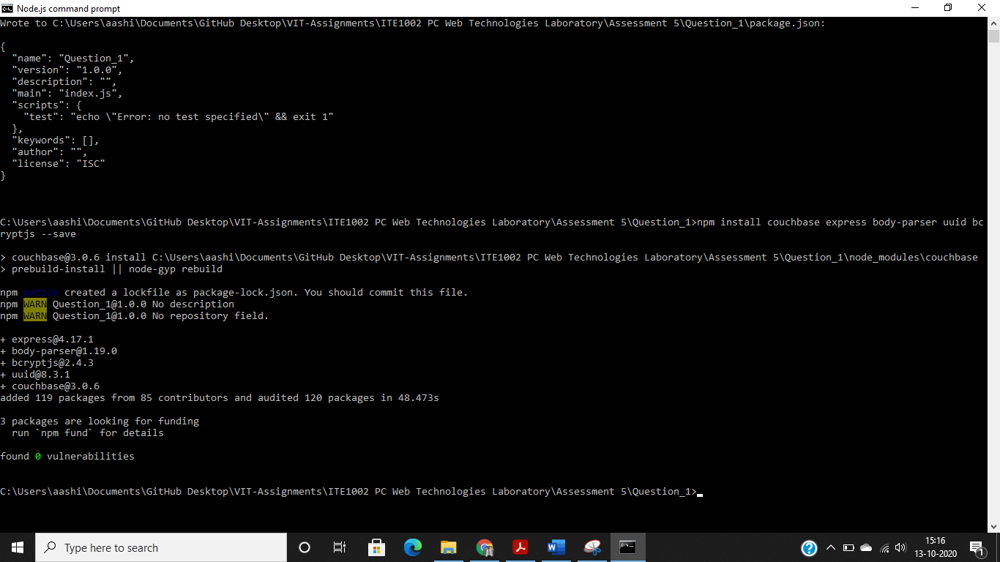 Node.js command prompt
Wrote to C:\Users\aashi\Documents\GitHub Desktop\VIT-Assignments\ITE1002 PC Web Technologies Laboratory\Assessment 5\Question_1\package.json:
{
  "name": "Question_1",
  "version": "1.0.0",
  "description": "",
  "main": "index.js",
  "scripts": {
    "test": "echo \"Error: no test specified\" && exit 1"
  },
  "keywords": [],
  "author": "",
  "license": "ISC"
}
C:\Users\aashi\Documents\GitHub Desktop\VIT-Assignments\ITE1002 PC Web Technologies Laboratory\Assessment 5\Question_1>npm install couchbase express body-parser uuid bc
ryptjs --save
> couchbase@3.0.6 install C:\Users\aashi\Documents\GitHub Desktop\VIT-Assignments\ITE1002 PC Web Technologies Laboratory\Assessment 5\Question_1\node_modules\couchbase
> prebuild-install || node-gyp rebuild
npm notice created a lockfile as package-lock.json. You should commit this file.
npm WARN Question_1@1.0.0 No description
npm WARN Question_1@1.0.0 No repository field.
+ express@4.17.1
+ body-parser@1.19.0
+ bcryptjs@2.4.3
+ uuid@8.3.1
+ couchbase@3.0.6
added 119 packages from 85 contributors and audited 120 packages in 48.473s
3 packages are looking for funding
  run `npm fund` for details
found 0 vulnerabilities
C:\Users\aashi\Documents\GitHub Desktop\VIT-Assignments\ITE1002 PC Web Technologies Laboratory\Assessment 5\Question_1>
Type here to search
15:16
13-10-2020
1